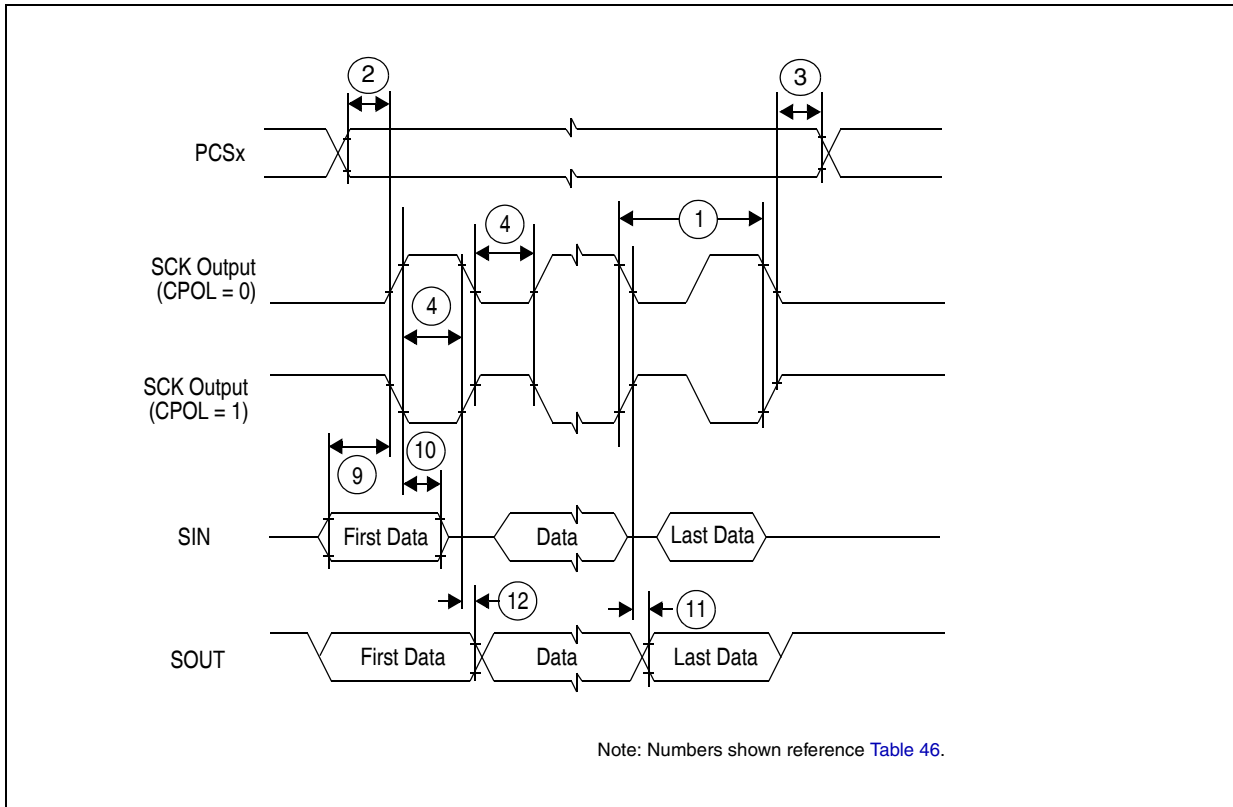 2
3
PCSx
1
4
SCK Output
(CPOL = 0)
4
SCK Output
(CPOL = 1)
10
9
SIN
First Data
Data
Last Data
12
11
SOUT
First Data
Data
Last Data
Note: Numbers shown reference Table 46.